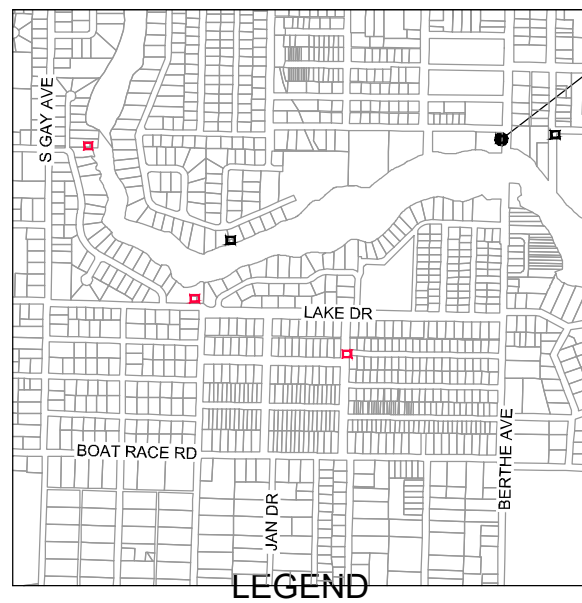 S GAY AVE
LAKE DR
BOAT RACE RD
BERTHE AVE
JAN DR
LEGEND